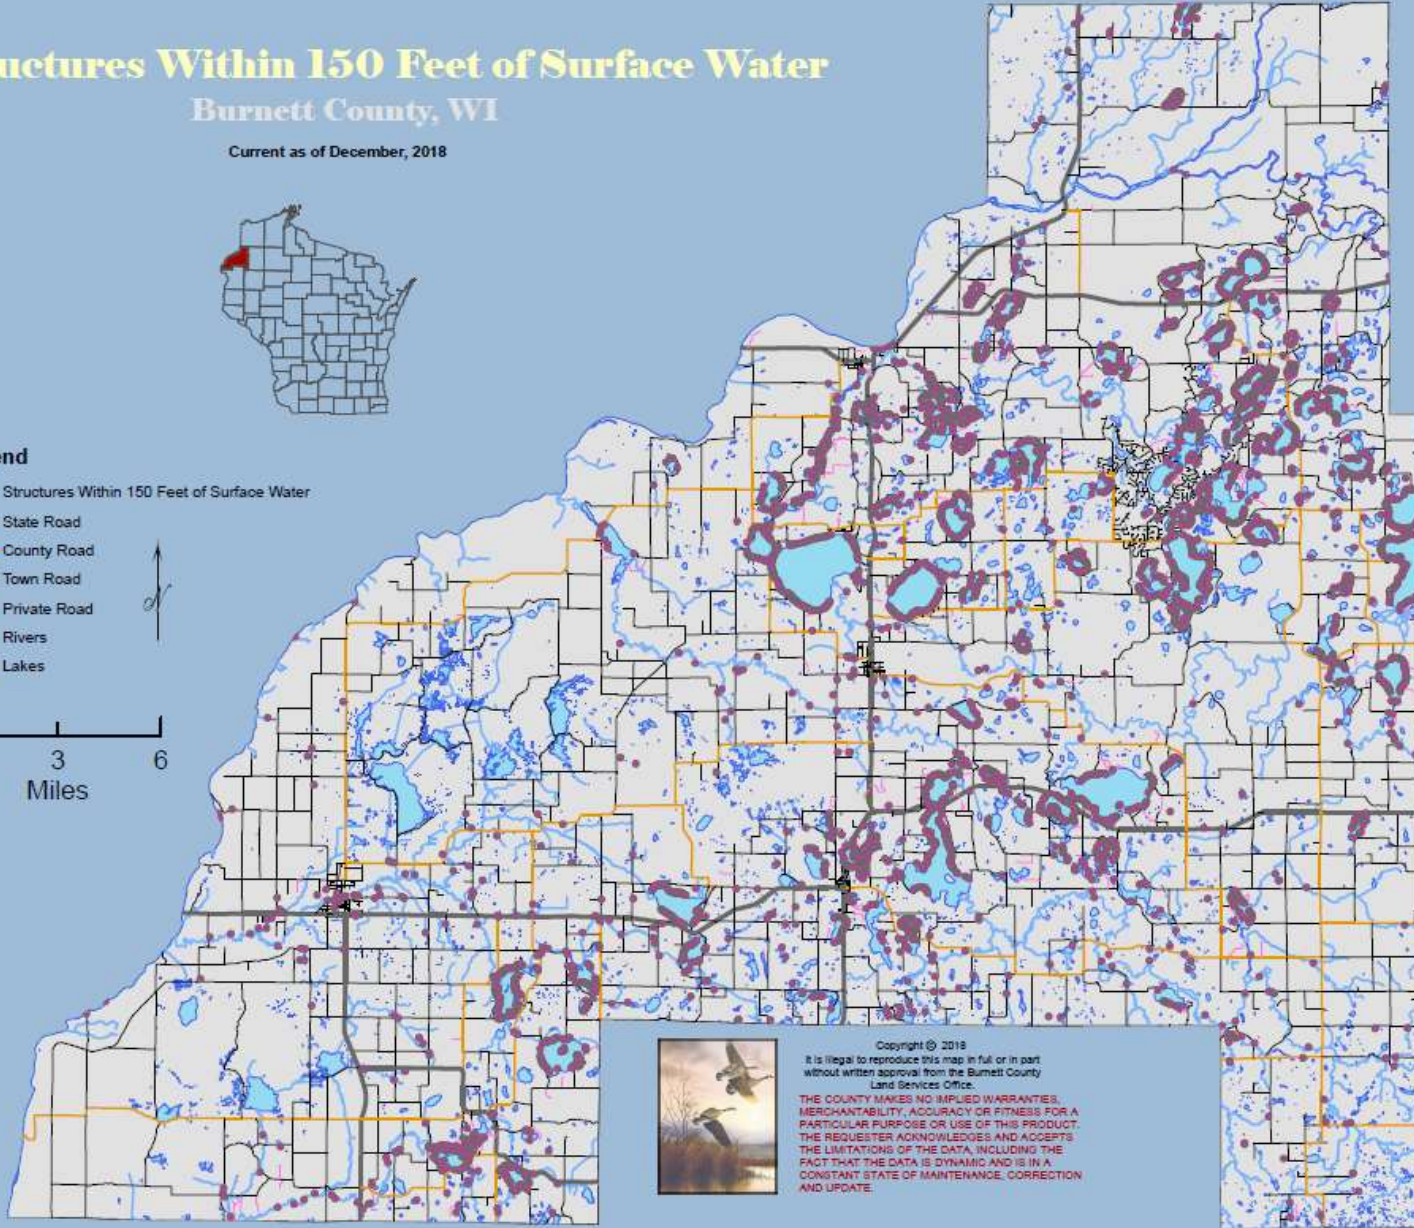 uctures Within 150 Feet of Surface Water
Burnett County, WI
Current as of December, 2018
end
Structures Within 150 Feet of Surface Water
State Road
County Road
Town Road
Private Road
Rivers
Lakes
N
3
6
Miles
Copyright © 2018
It is illegal to reproduce this map in full or in part
without written approval from the Burnett County
Land Services Office.
THE COUNTY MAKES NO IMPLIED WARRANTIES,
MERCHANTABILITY, ACCURACY OR FITNESS FOR A
PARTICULAR PURPOSE OR USE OF THIS PRODUCT.
THE REQUESTER ACKNOWLEDGES AND ACCEPTS
THE LIMITATIONS OF THE DATA, INCLUDING THE
FACT THAT THE DATA IS DYNAMIC AND IS IN A
CONSTANT STATE OF MAINTENANCE, CORRECTION
AND UPDATE.